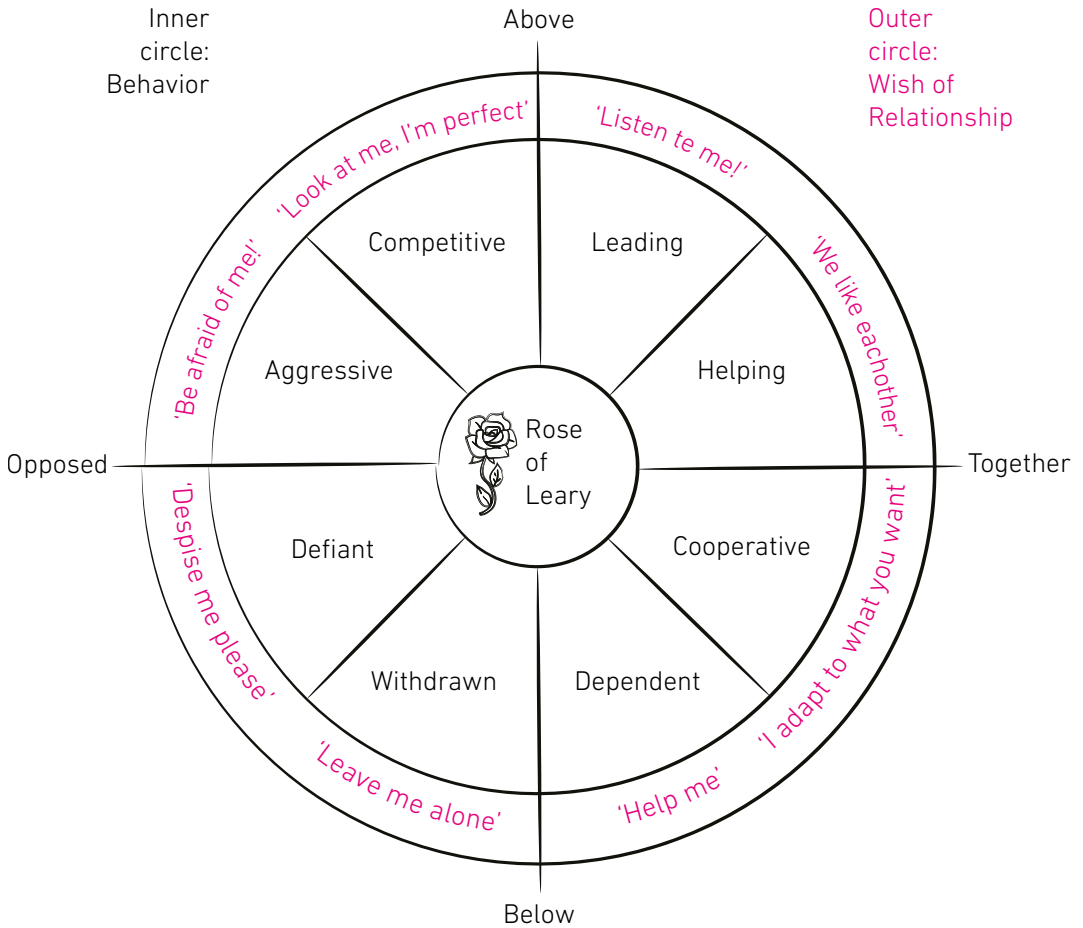 Inner
circle:
Behavior
Above
Outer
circle:
Wish of
Relationship
‘Look at me, I’m perfect’
‘Listen te me!’
‘Be afraid of me!’
‘We like eachother’
Competitive
Leading
Aggressive
Helping
Opposed
Rose
of
Leary
Together
Defiant
Cooperative
‘Despise me please’
‘I adapt to what you want’
Withdrawn
Dependent
‘Leave me alone’
‘Help me’
Below